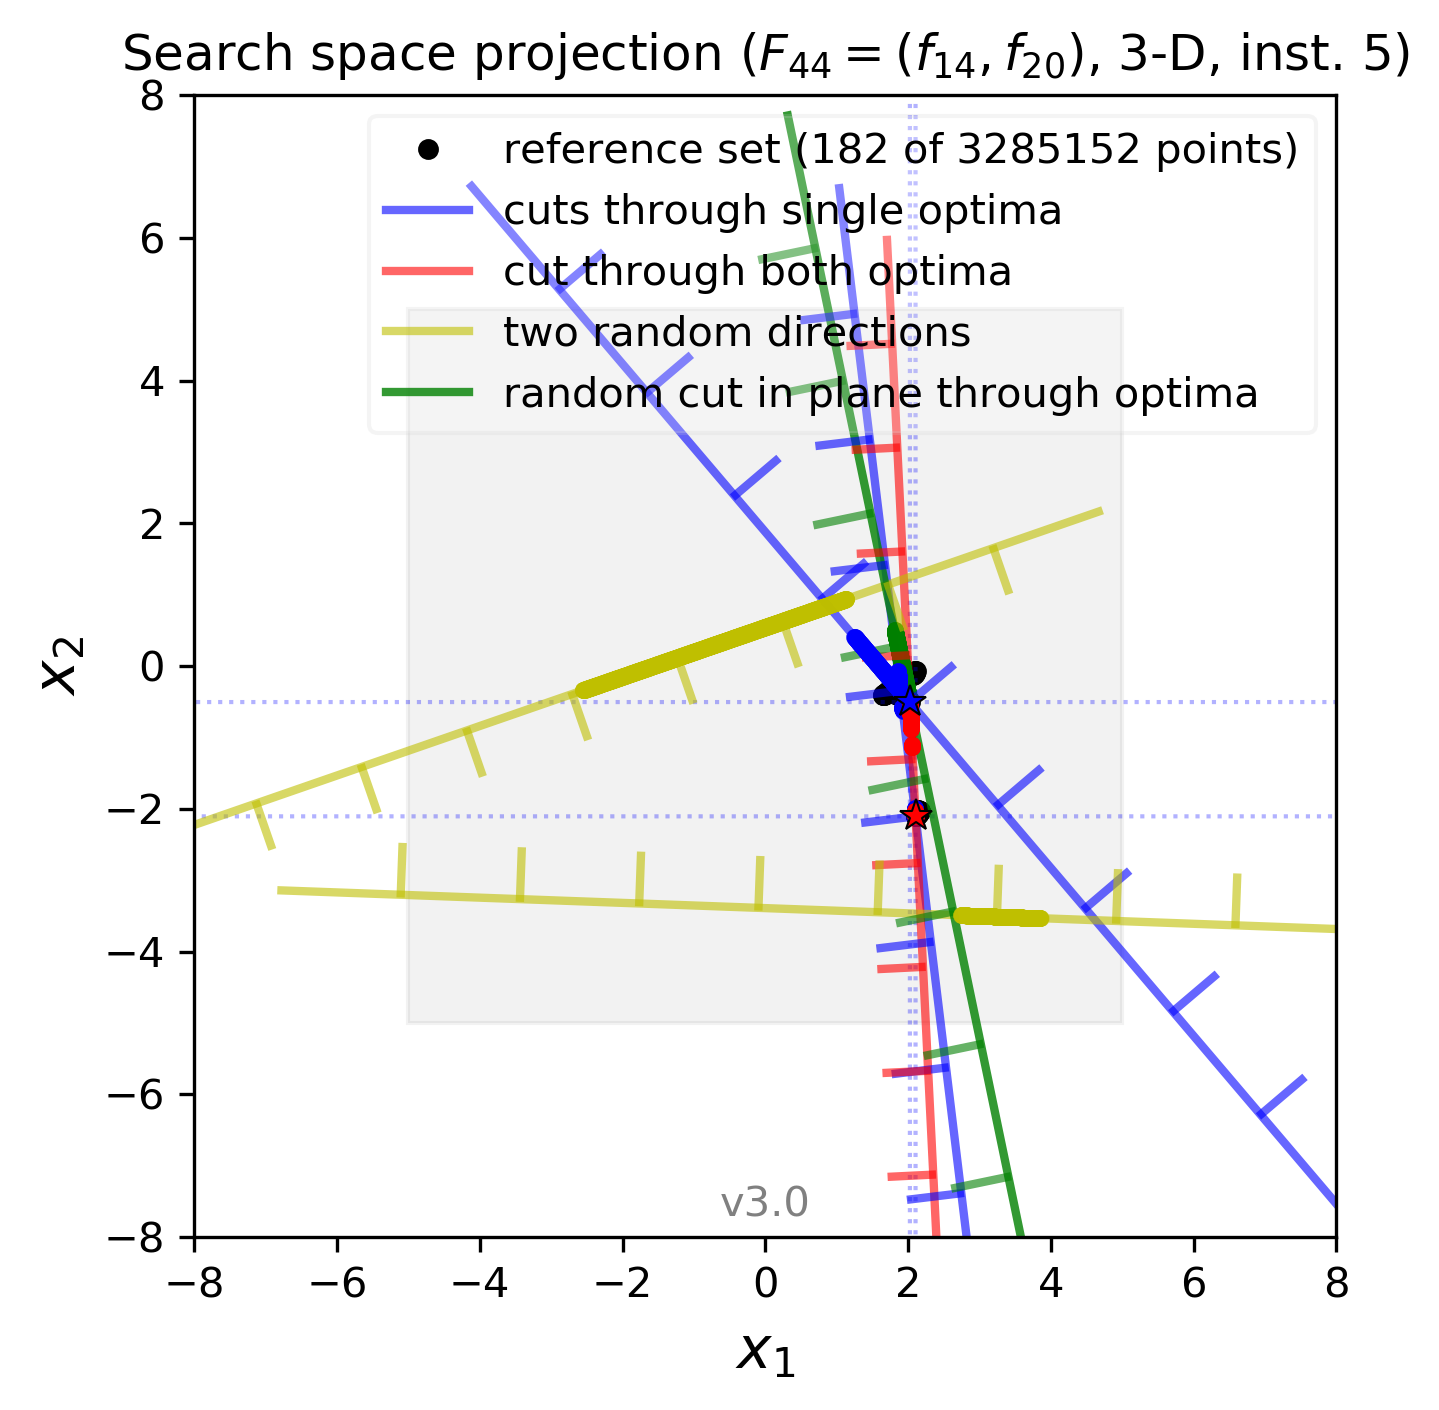 Search space projection (F44 = (f14, f20), 3-D, inst. 5)
reference set (182 of 3285152 points)
cuts through single optima
cut through both optima
two random directions
random cut in plane through optima
8
6
4
2
0
−2
−4
−6
−8
x2
v3.0
−8 −6 −4 −2 0 2 4 6 8
x1